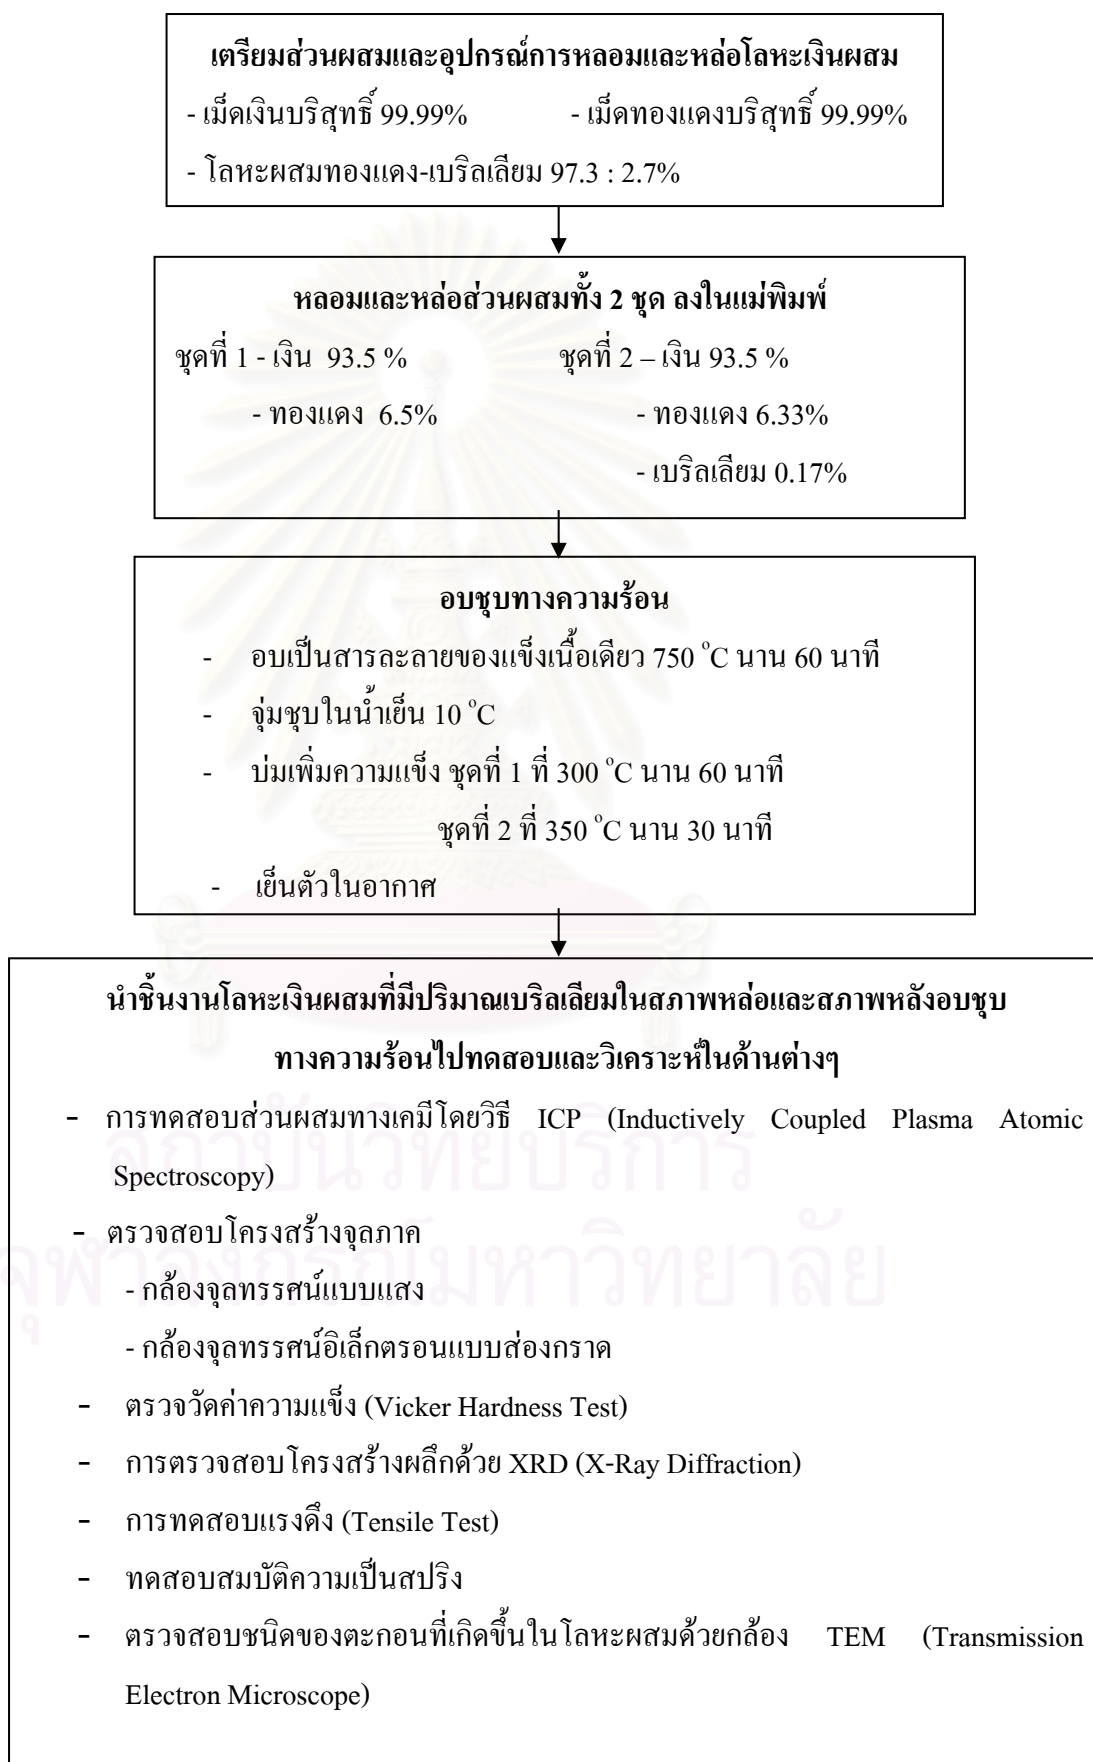 เตรียมส่วนผสมและอุปกรณ์การหลอมและหล่อโลหะเงินผสม
- เม็ดเงินบริสุทธิ์ 99.99% - เม็ดทองแดงบริสุทธิ์ 99.99%
- โลหะผสมทองแดง-เบริลเลียม 97.3 : 2.7%
หลอมและหล่อส่วนผสมทั้ง 2 ชุด ลงในแม่พิมพ์
ชุดที่ 1 - เงิน 93.5 % ชุดที่ 2 – เงิน 93.5 %
- ทองแดง 6.5% - ทองแดง 6.33%
- เบริลเลียม 0.17%
อบชุบทางความร้อน
- อบเป็นสารละลายของแข็งเนื้อเดียว 750 °C นาน 60 นาที
- จุ่มชุบในน้ำเย็น 10 °C
- บ่มเพิ่มความแข็ง ชุดที่ 1 ที่ 300 °C นาน 60 นาที
ชุดที่ 2 ที่ 350 °C นาน 30 นาที
- เย็นตัวในอากาศ
นำชิ้นงานโลหะเงินผสมที่มีปริมาณเบริลเลียมในสภาพหล่อและสภาพหลังอบชุบ
ทางความร้อนไปทดสอบและวิเคราะห์ในด้านต่างๆ
- การทดสอบส่วนผสมทางเคมีโดยวิธี ICP (Inductively Coupled Plasma Atomic
Spectroscopy)
- ตรวจสอบโครงสร้างจุลภาค
- กล้องจุลทรรศน์แบบแสง
- กล้องจุลทรรศน์อิเล็กตรอนแบบส่องกราด
- ตรวจวัดค่าความแข็ง (Vicker Hardness Test)
- การตรวจสอบโครงสร้างผลึกด้วย XRD (X-Ray Diffraction)
- การทดสอบแรงดึง (Tensile Test)
- ทดสอบสมบัติความเป็นสปริง
- ตรวจสอบชนิดของตะกอนที่เกิดขึ้นในโลหะผสมด้วยกล้อง TEM (Transmission
Electron Microscope)
สถาบันวิทยบริการ
จุฬาลงกรณ์มหาวิทยาลัย